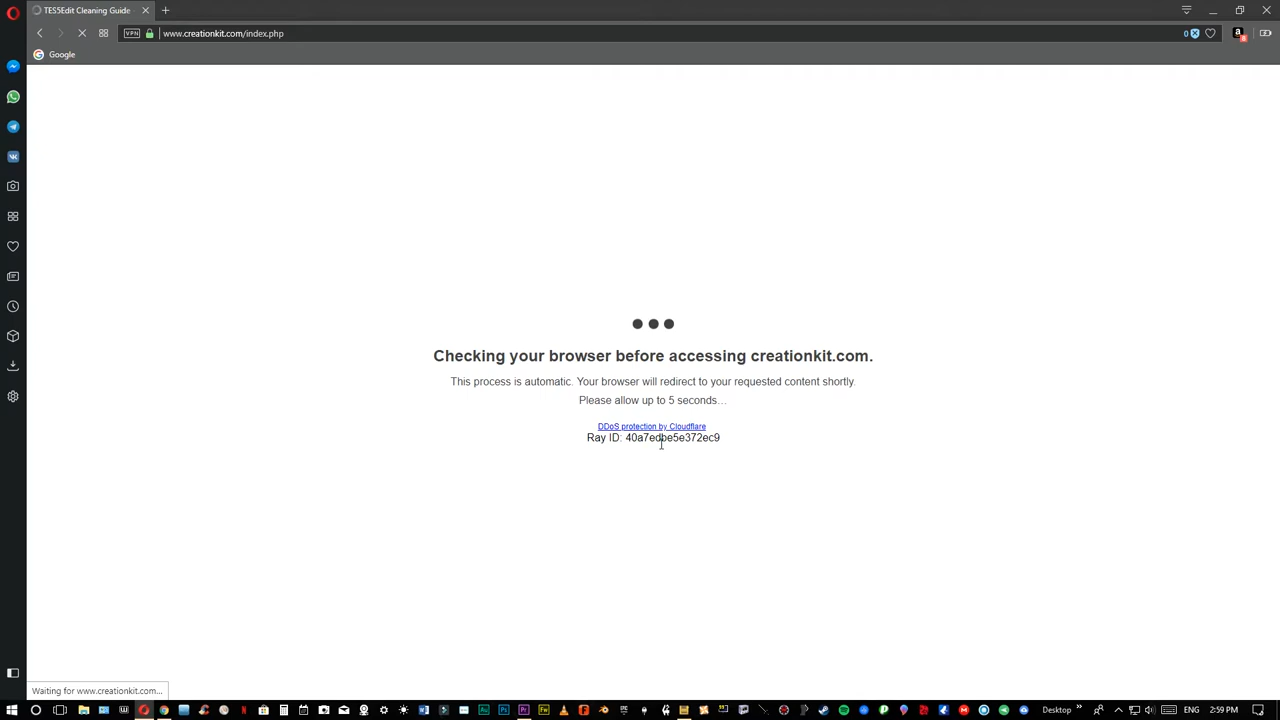 TES5Edit Cleaning Guide
VPN
www.creationkit.com/index.php
0
Google
Checking your browser before accessing creationkit.com.
This process is automatic. Your browser will redirect to your requested content shortly.
Please allow up to 5 seconds…
DDoS protection by Cloudflare
Ray ID: 40a7edbe5e372ec9
Waiting for www.creationkit.com...
Desktop
ENG
2:59 PM